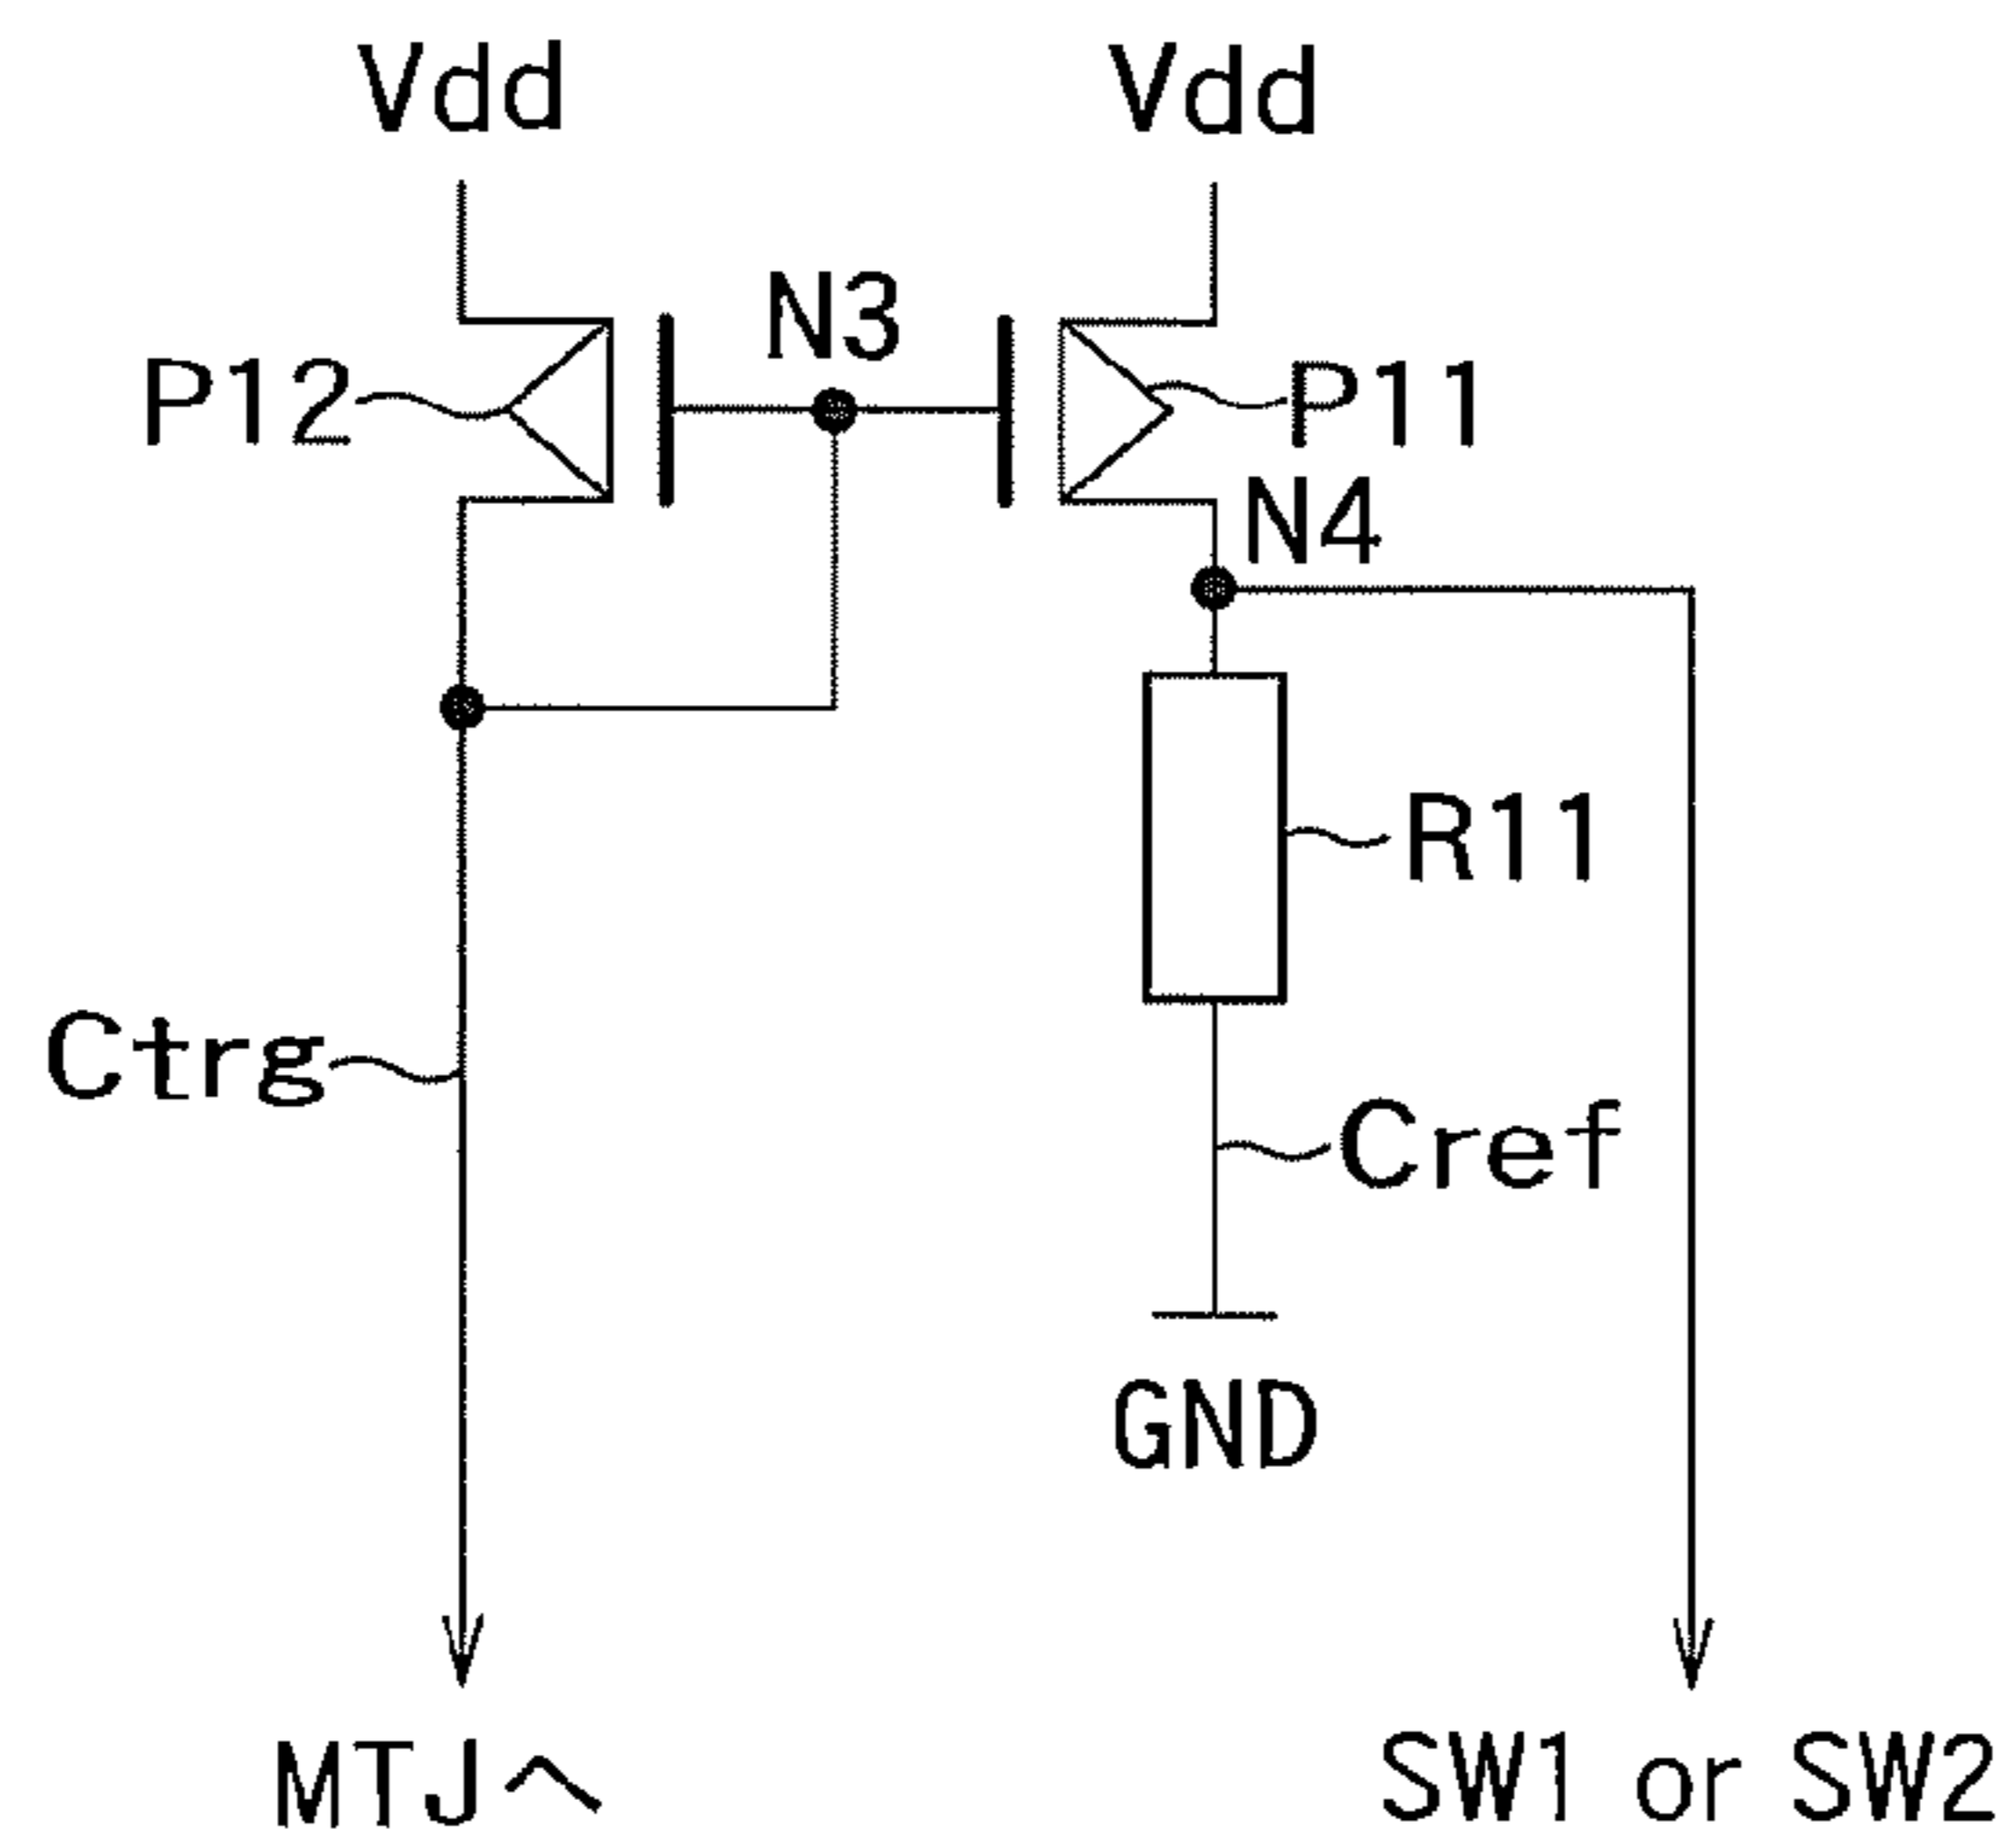 Vdd
Vdd
N3
P12
P11
N4
R11
Ctrg
Cref
GND
MTJへ
SW1 or SW2